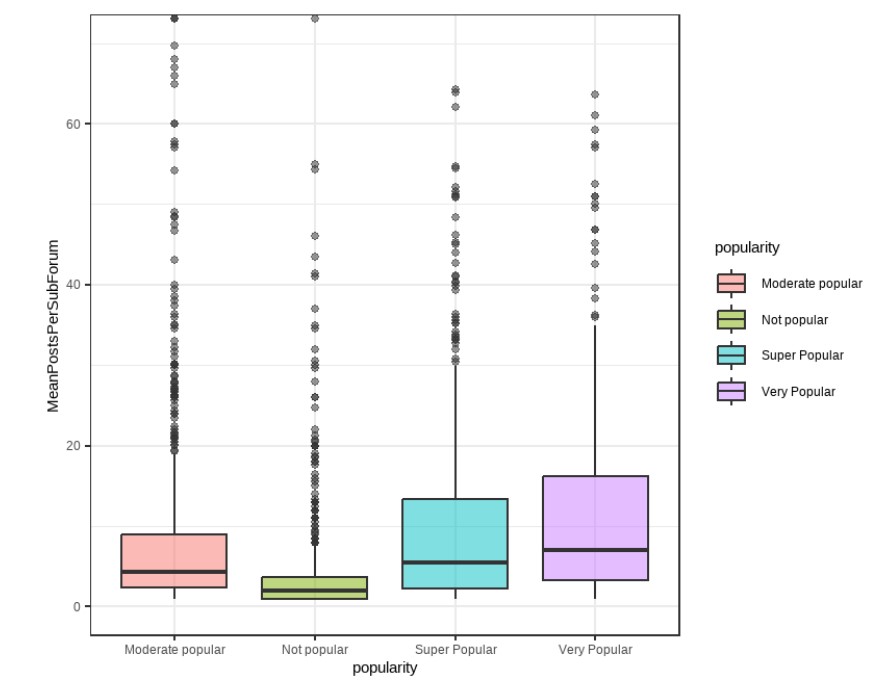 MeanPostsPerSubForum
60
40
20
0
Moderate popular
Not popular
Super Popular
Very Popular
popularity
popularity
Moderate popular
Not popular
Super Popular
Very Popular